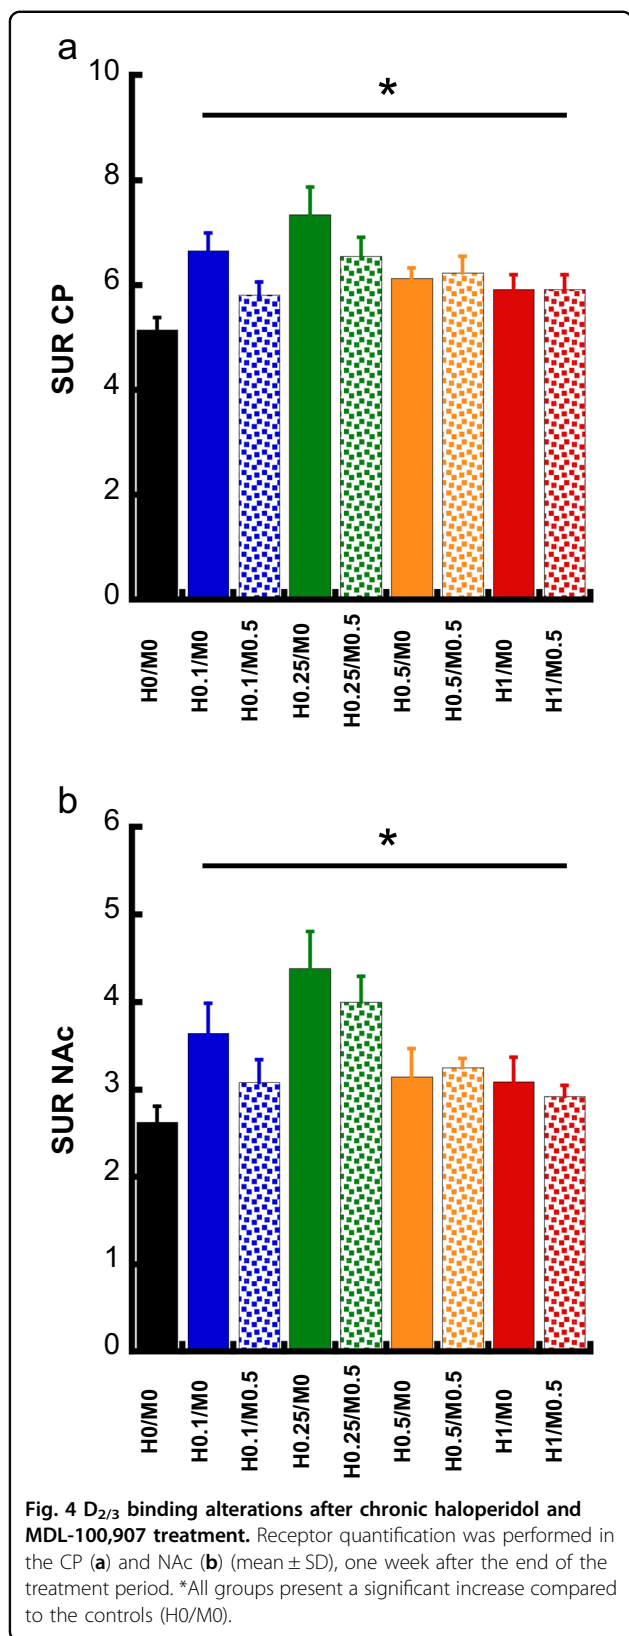 a
10
8
6
4
2
0
SUR CP
*
H0/M0
H0.1/M0
H0.1/M0.5
H0.25/M0
H0.25/M0.5
H0.5/M0
H0.5/M0.5
H1/M0
H1/M0.5
b
6
5
4
3
2
1
0
SUR NAc
*
H0/M0
H0.1/M0
H0.1/M0.5
H0.25/M0
H0.25/M0.5
H0.5/M0
H0.5/M0.5
H1/M0
H1/M0.5
Fig. 4 D2/3 binding alterations after chronic haloperidol and
MDL-100,907 treatment. Receptor quantification was performed in
the CP (a) and NAc (b) (mean ± SD), one week after the end of the
treatment period. *All groups present a significant increase compared
to the controls (H0/M0).